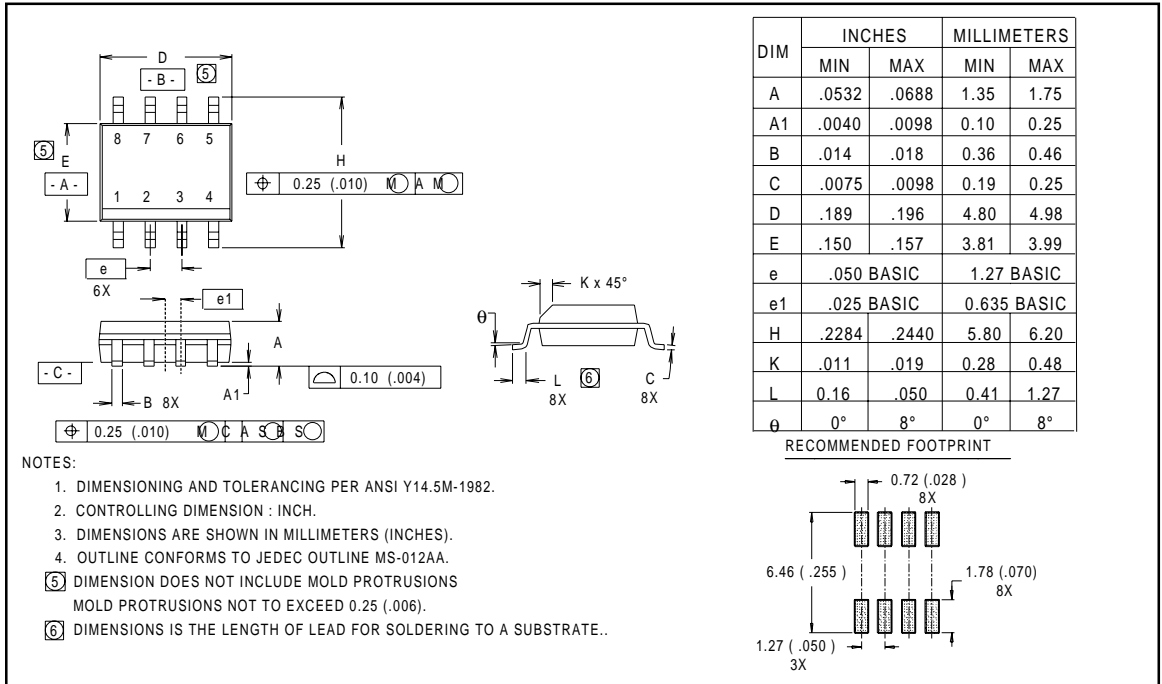 D
- B -
5
8 7 6 5
5
E
- A -
H
0.25 (.010) M A M
1 2 3 4
e
6X
e1
K x 45°
θ
A
- C -
0.10 (.004)
A1
B 8X
L 6
8X
C
8X
0.25 (.010) M C A S B S
DIM INCHES MILLIMETERS
MIN MAX MIN MAX
A .0532 .0688 1.35 1.75
A1 .0040 .0098 0.10 0.25
B .014 .018 0.36 0.46
C .0075 .0098 0.19 0.25
D .189 .196 4.80 4.98
E .150 .157 3.81 3.99
e .050 BASIC 1.27 BASIC
e1 .025 BASIC 0.635 BASIC
H .2284 .2440 5.80 6.20
K .011 .019 0.28 0.48
L 0.16 .050 0.41 1.27
θ 0° 8° 0° 8°
NOTES:
1. DIMENSIONING AND TOLERANCING PER ANSI Y14.5M-1982.
2. CONTROLLING DIMENSION : INCH.
3. DIMENSIONS ARE SHOWN IN MILLIMETERS (INCHES).
4. OUTLINE CONFORMS TO JEDEC OUTLINE MS-012AA.
5 DIMENSION DOES NOT INCLUDE MOLD PROTRUSIONS
MOLD PROTRUSIONS NOT TO EXCEED 0.25 (.006).
6 DIMENSIONS IS THE LENGTH OF LEAD FOR SOLDERING TO A SUBSTRATE..
RECOMMENDED FOOTPRINT
0.72 (.028 )
8X
6.46 ( .255 )
1.78 (.070)
8X
1.27 ( .050 )
3X